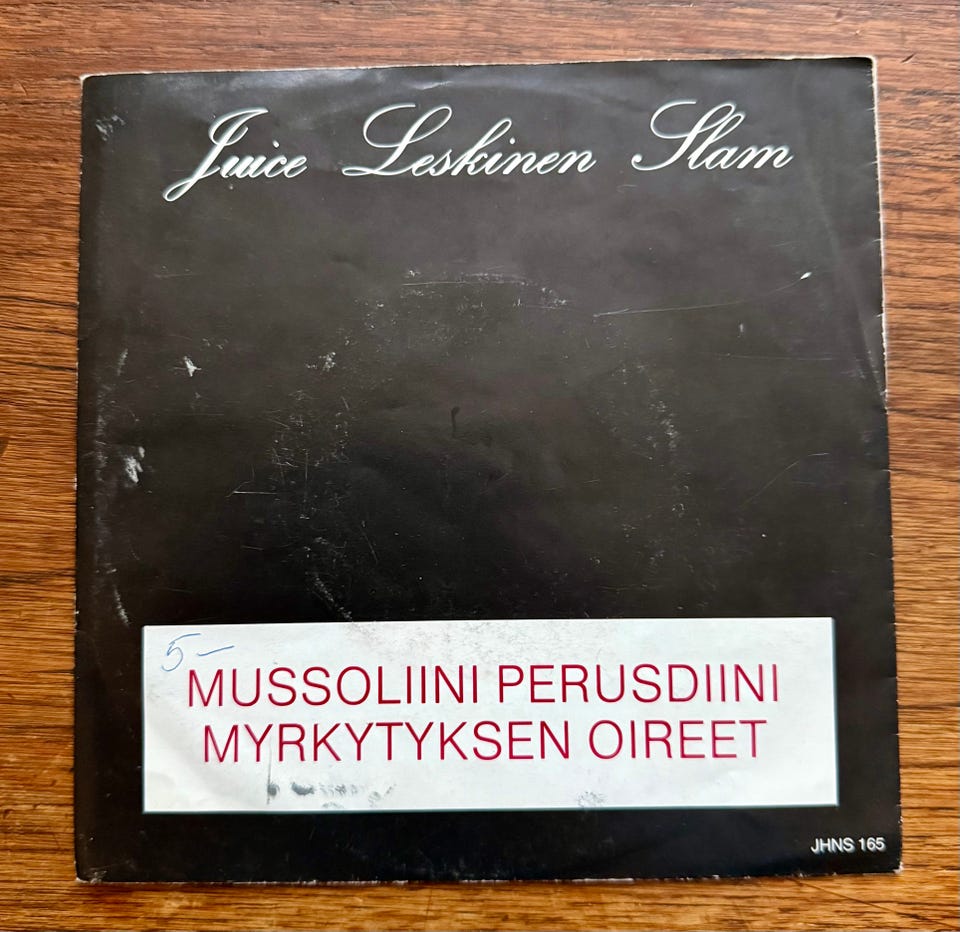 Juice Leskinen Slam
5 –
MUSSOLIINI PERUSDIINI
MYRKYTYKSEN OIREET
JHNS 165